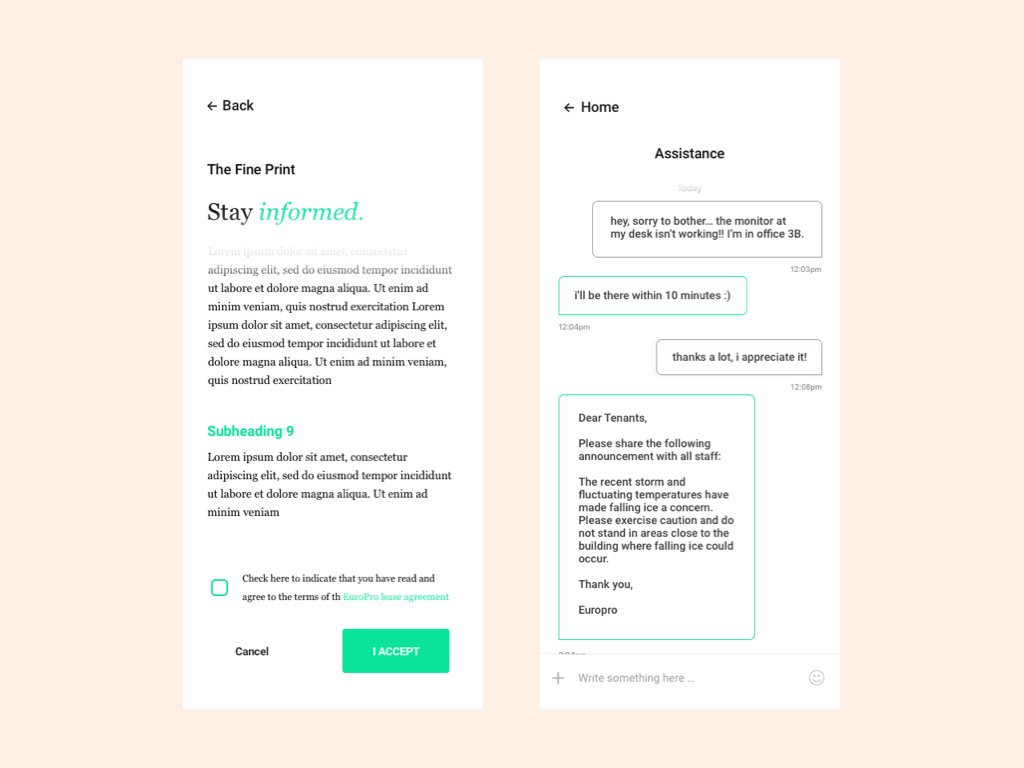 ← Back
The Fine Print
Stay informed.
Lorem ipsum dolor sit amet, consectetur
adipiscing elit, sed do eiusmod tempor incididunt
ut labore et dolore magna aliqua. Ut enim ad
minim veniam, quis nostrud exercitation Lorem
ipsum dolor sit amet, consectetur adipiscing elit,
sed do eiusmod tempor incididunt ut labore et
dolore magna aliqua. Ut enim ad minim veniam,
quis nostrud exercitation
Subheading 9
Lorem ipsum dolor sit amet, consectetur
adipiscing elit, sed do eiusmod tempor incididunt
ut labore et dolore magna aliqua. Ut enim ad
minim veniam
Check here to indicate that you have read and
agree to the terms of th EuroPro lease agreement
Cancel
I ACCEPT
← Home
Assistance
Today
hey, sorry to bother... the monitor at
my desk isn't working!! I'm in office 3B.
12:03pm
i'll be there within 10 minutes :)
12:04pm
thanks a lot, i appreciate it!
12:08pm
Dear Tenants,
Please share the following
announcement with all staff:
The recent storm and
fluctuating temperatures have
made falling ice a concern.
Please exercise caution and do
not stand in areas close to the
building where falling ice could
occur.
Thank you,
Europro
Write something here ...